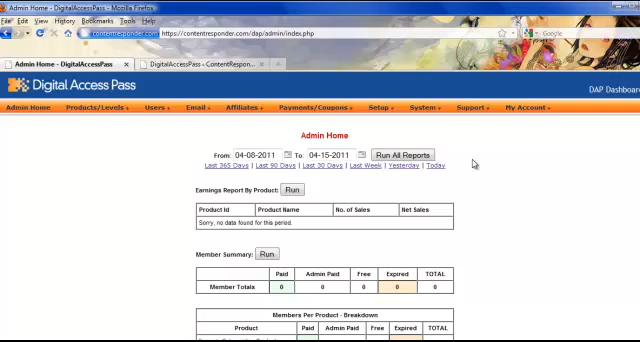 Admin Home - DigitalAccessPass - Mozilla Firefox
File Edit View History Bookmarks Tools Help
contentresponder.com https://contentresponder.com/dap/admin/index.php
Admin Home - DigitalAccessPass × DigitalAccessPass - ContentRespon... ×
DigitalAccessPass
DAP Dashboard
Admin Home Products/Levels Users Email Affiliates Payments/Coupons Setup System Support My Account
Admin Home
From: 04-08-2011 To: 04-15-2011 Run All Reports
Last 365 Days | Last 90 Days | Last 30 Days | Last Week | Yesterday | Today
Earnings Report By Product: Run
Product Id Product Name No. of Sales Net Sales
Sorry, no data found for this period.
Member Summary: Run
Paid Admin Paid Free Expired TOTAL
Member Totals 0 0 0 0 0
Members Per Product - Breakdown
Product Paid Admin Paid Free Expired TOTAL